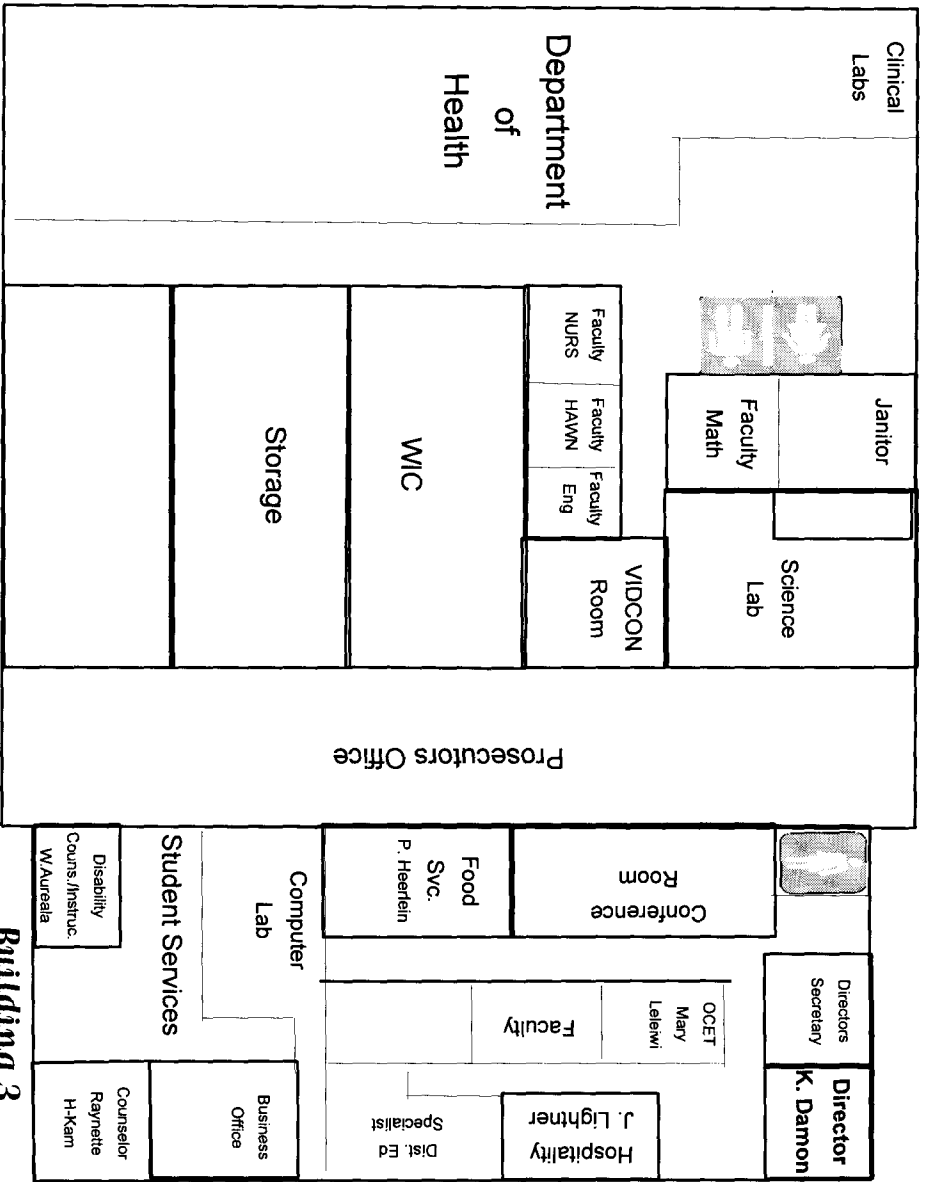 Clinical
Labs
Department
of
Health
Janitor
Faculty
Math
Faculty
NURS
Faculty
HAWN
Faculty
Eng
WIC
Storage
Science
Lab
VIDCON
Room
Prosecutors Office
Conference
Room
Food
Svc.
P. Heerlein
Computer
Lab
Student Services
Disability
Couns./Instruc.
W.Aureala
Directors
Secretary
Director
K. Damon
OCET
Mary
Leleiwi
Faculty
Hospitality
J. Lightner
Dist. Ed
Specialist
Business
Office
Counselor
Raynette
H-Kam
Building 3